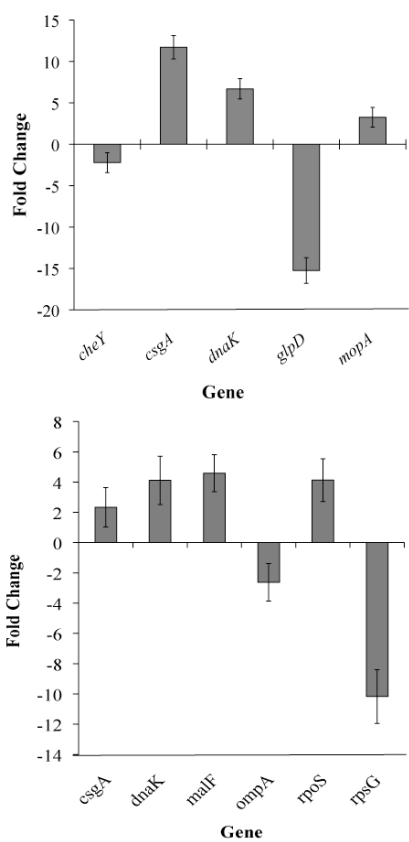 15
10
5
0
-5
-10
-15
-20
Fold Change
cheY
csgA
dnaK
glpD
mopA
Gene
8
6
4
2
0
-2
-4
-6
-8
-10
-12
-14
Fold Change
csgA
dnaK
malF
ompA
rpoS
rpsG
Gene